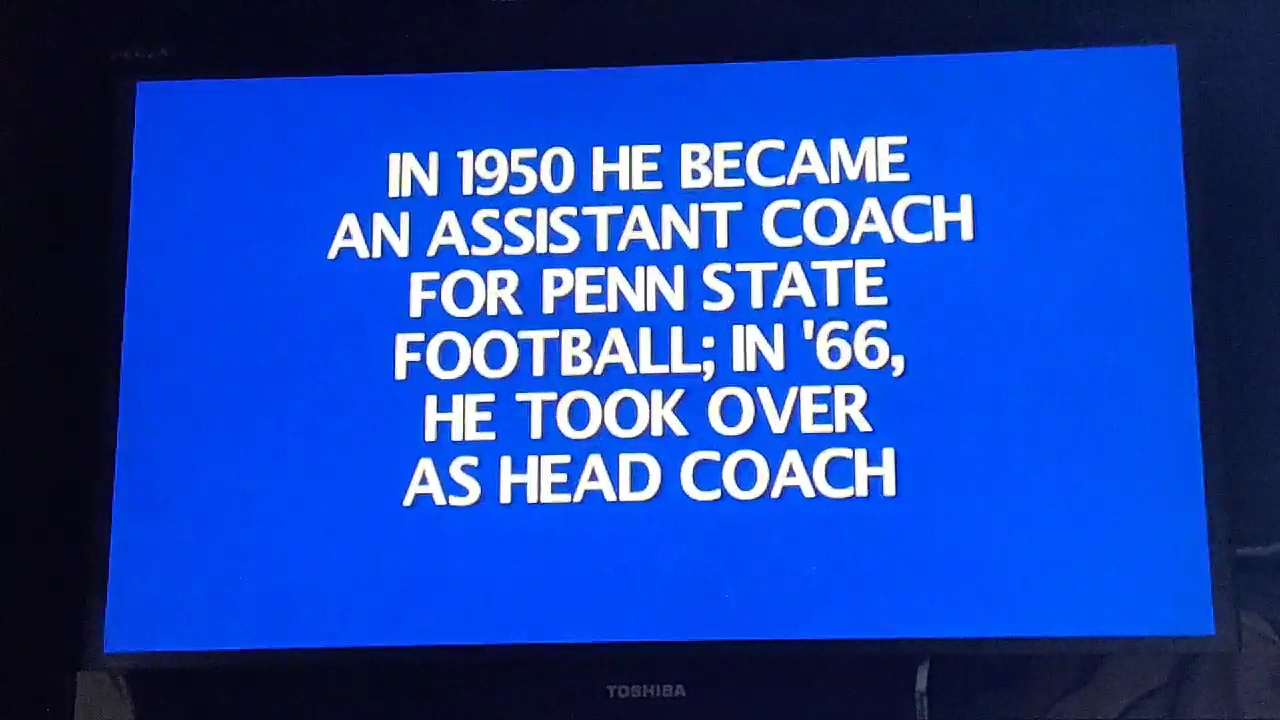 IN 1950 HE BECAME
AN ASSISTANT COACH
FOR PENN STATE
FOOTBALL; IN '66,
HE TOOK OVER
AS HEAD COACH
TOSHIBA